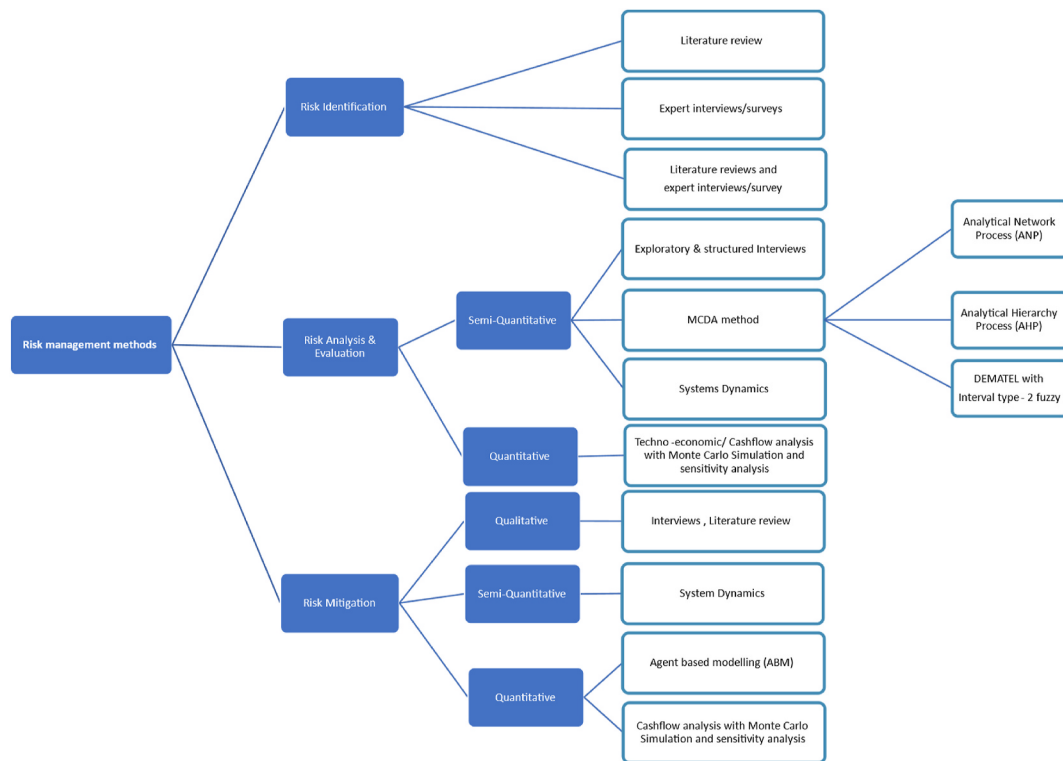 Risk management methods
Risk Identification
Literature review
Expert interviews/surveys
Literature reviews and
expert interviews/survey
Risk Analysis &
Evaluation
Semi-Quantitative
Exploratory & structured Interviews
MCDA method
Analytical Network
Process (ANP)
Analytical Hierarchy
Process (AHP)
DEMATEL with
Interval type - 2 fuzzy
Systems Dynamics
Quantitative
Techno -economic/ Cashflow analysis
with Monte Carlo Simulation and
sensitivity analysis
Risk Mitigation
Qualitative
Interviews , Literature review
Semi-Quantitative
System Dynamics
Quantitative
Agent based modelling (ABM)
Cashflow analysis with Monte Carlo
Simulation and sensitivity analysis